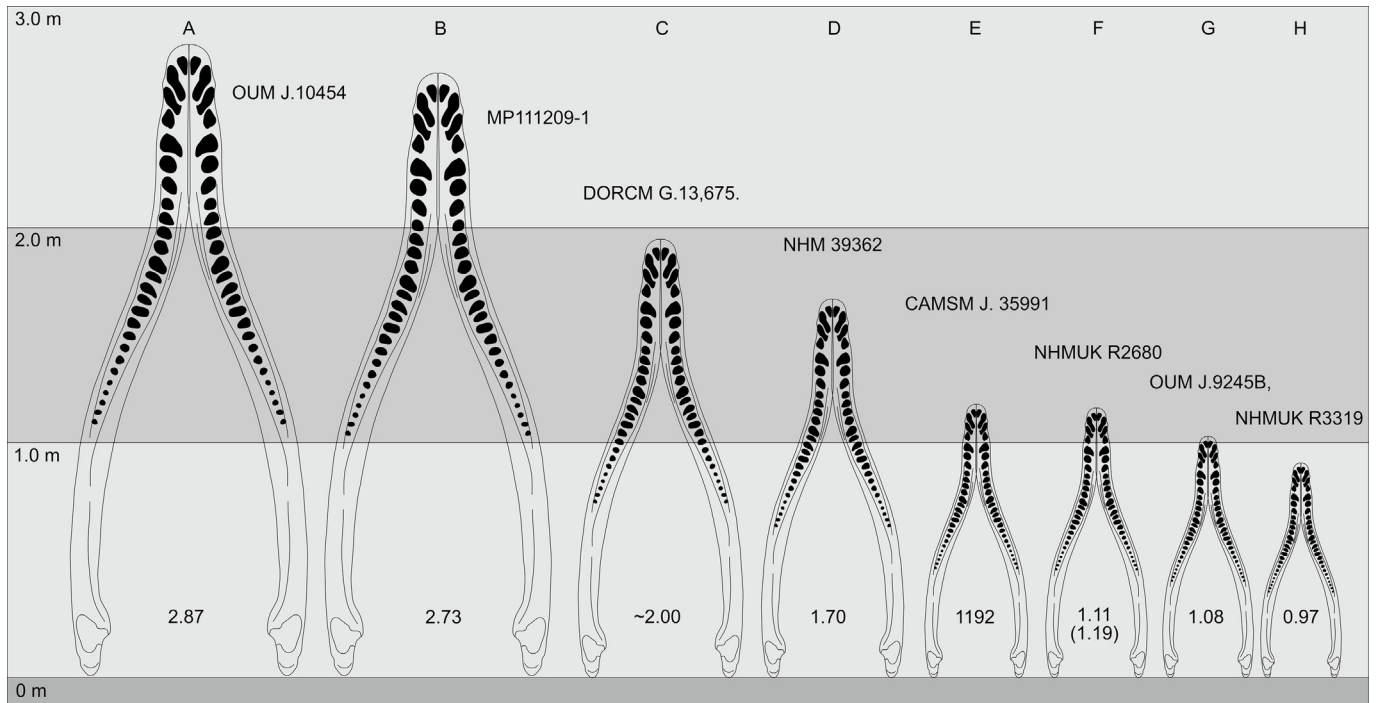 3.0 m
A B C D E F G H
OUM J.10454
MP111209-1
DORCM G.13,675.
2.0 m
NHM 39362
CAMSM J. 35991
NHMUK R2680
OUM J.9245B,
NHMUK R3319
1.0 m
2.87 2.73 ~2.00 1.70 1192 1.11 1.08 0.97
(1.19)
0 m